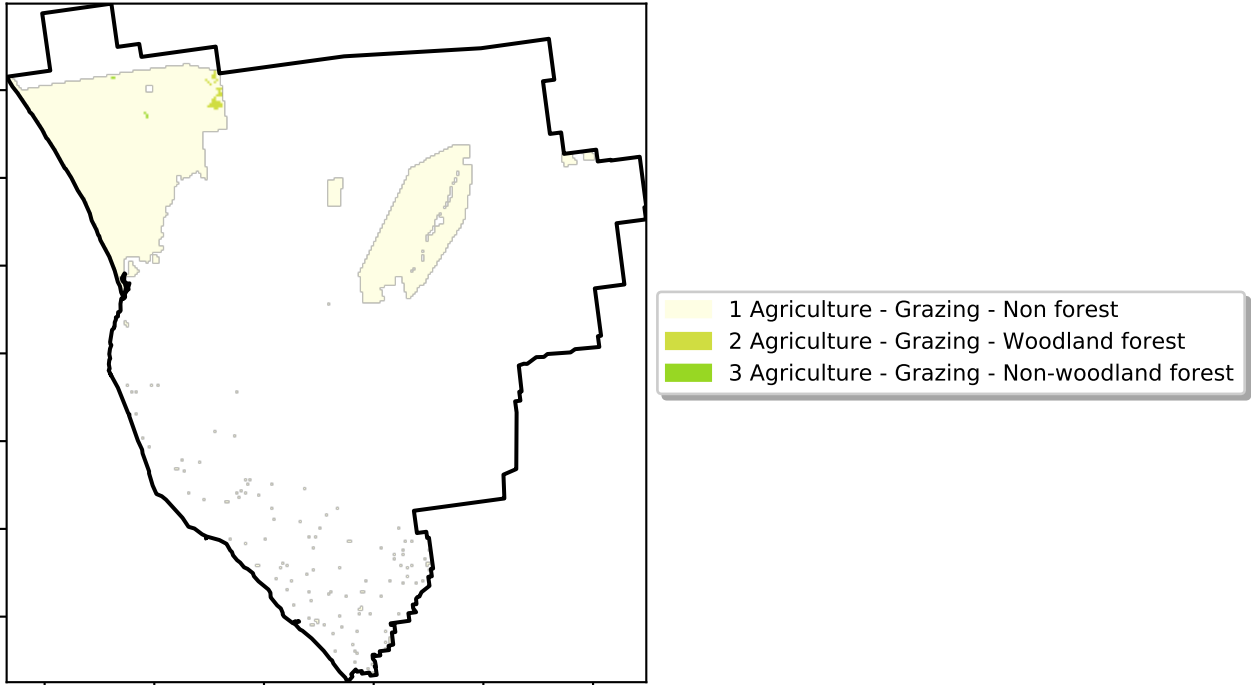 1 Agriculture - Grazing - Non forest
2 Agriculture - Grazing - Woodland forest
3 Agriculture - Grazing - Non-woodland forest